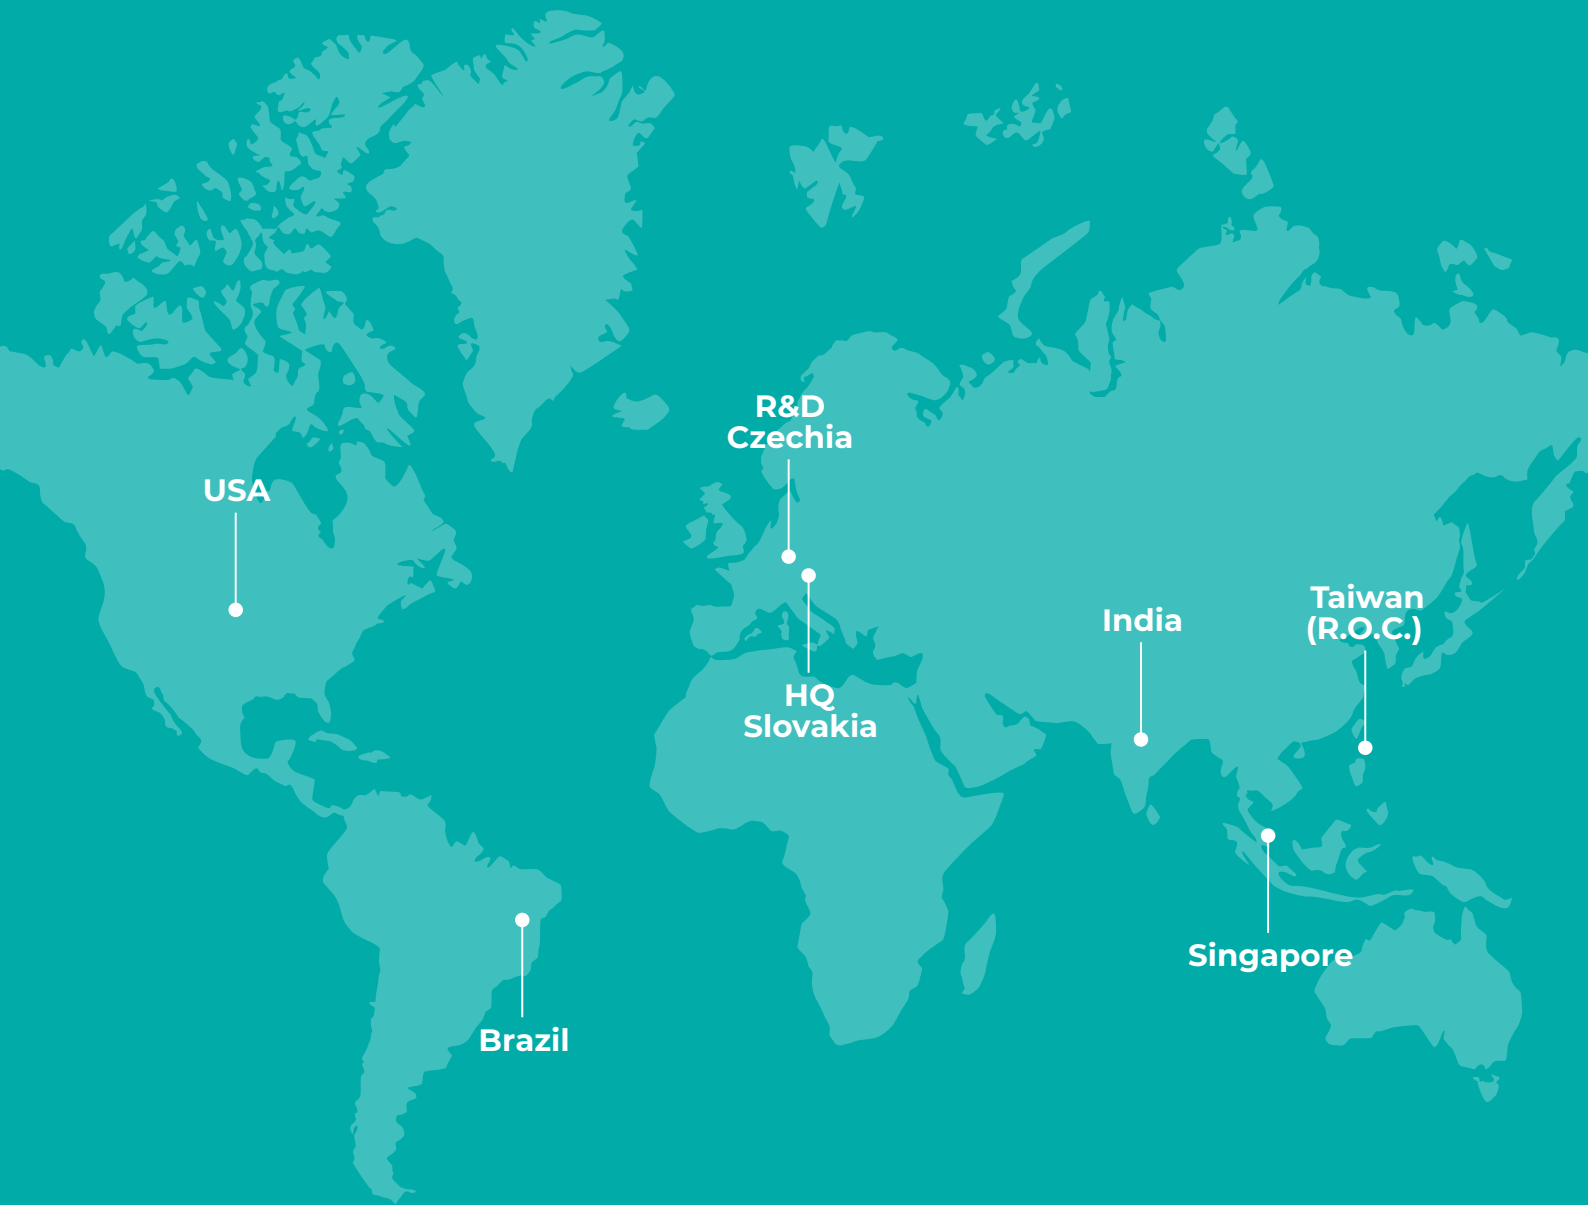 R&D
Czechia
USA
Taiwan
(R.O.C.)
India
HQ
Slovakia
Singapore
Brazil